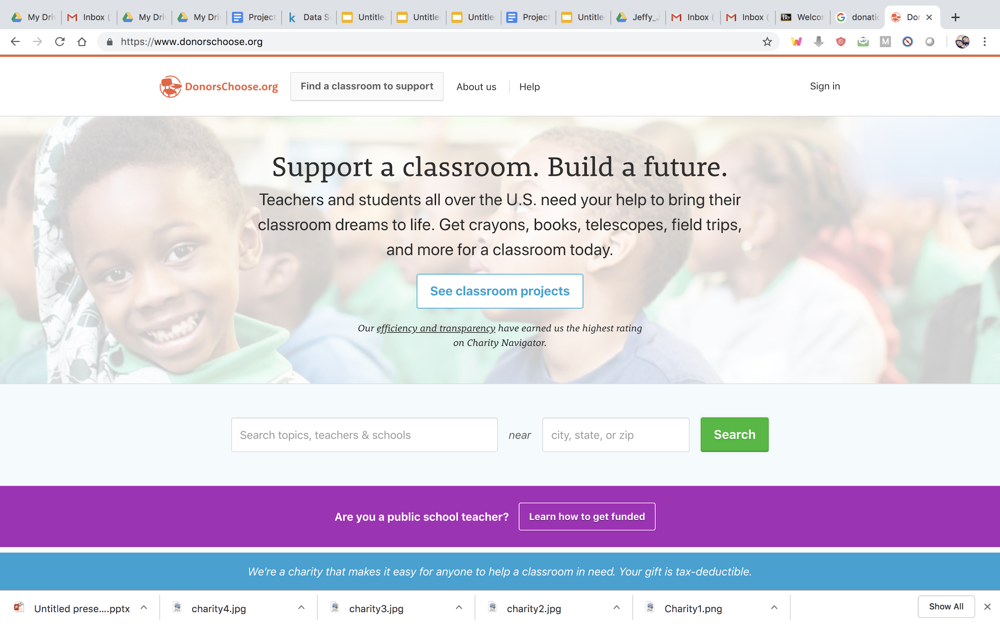 My Dri Inbox ( My Dri My Dri Project Data S Untitle Untitle Untitle Project Untitle Jeffy_J Inbox ( Inbox ( Bb Welcor donatic Dor
https://www.donorschoose.org
DonorsChoose.org Find a classroom to support About us Help Sign in
Support a classroom. Build a future.
Teachers and students all over the U.S. need your help to bring their
classroom dreams to life. Get crayons, books, telescopes, field trips,
and more for a classroom today.
See classroom projects
Our efficiency and transparency have earned us the highest rating
on Charity Navigator.
Search topics, teachers & schools near city, state, or zip Search
Are you a public school teacher? Learn how to get funded
We're a charity that makes it easy for anyone to help a classroom in need. Your gift is tax-deductible.
Untitled prese....pptx charity4.jpg charity3.jpg charity2.jpg Charity1.png Show All